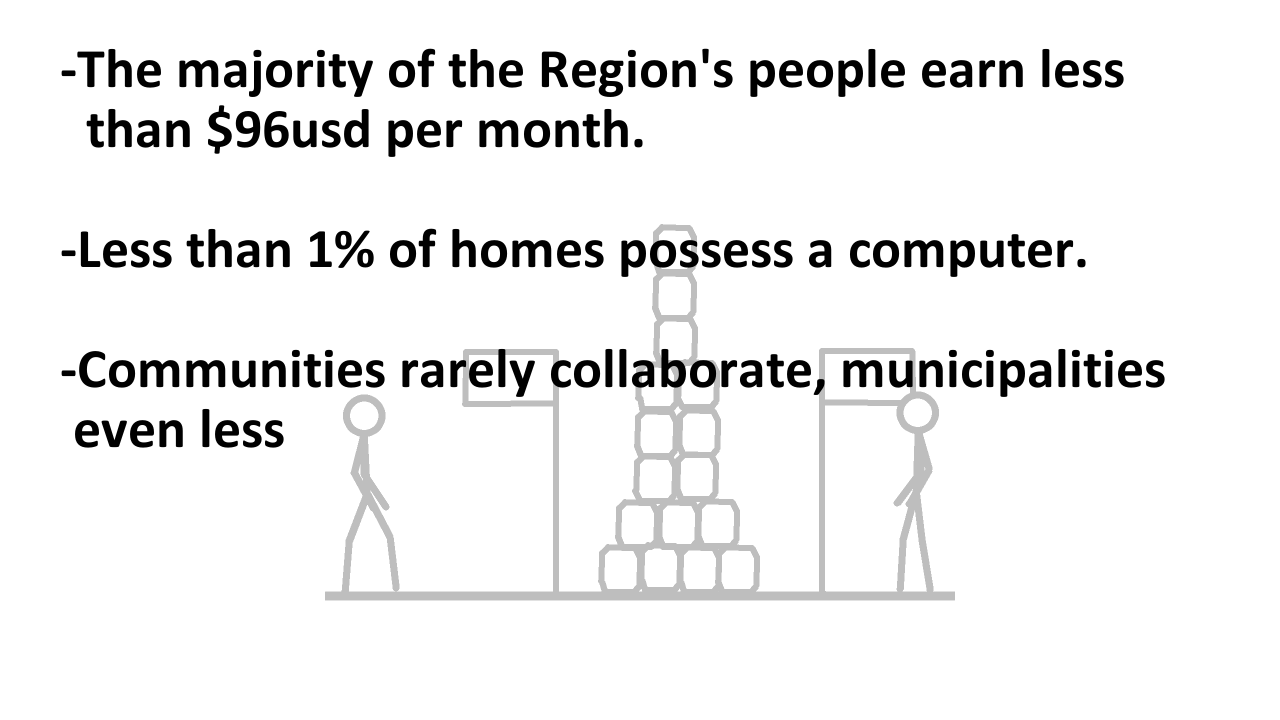 -The majority of the Region's people earn less
than $96usd per month.
-Less than 1% of homes possess a computer.
-Communities rarely collaborate, municipalities
even less